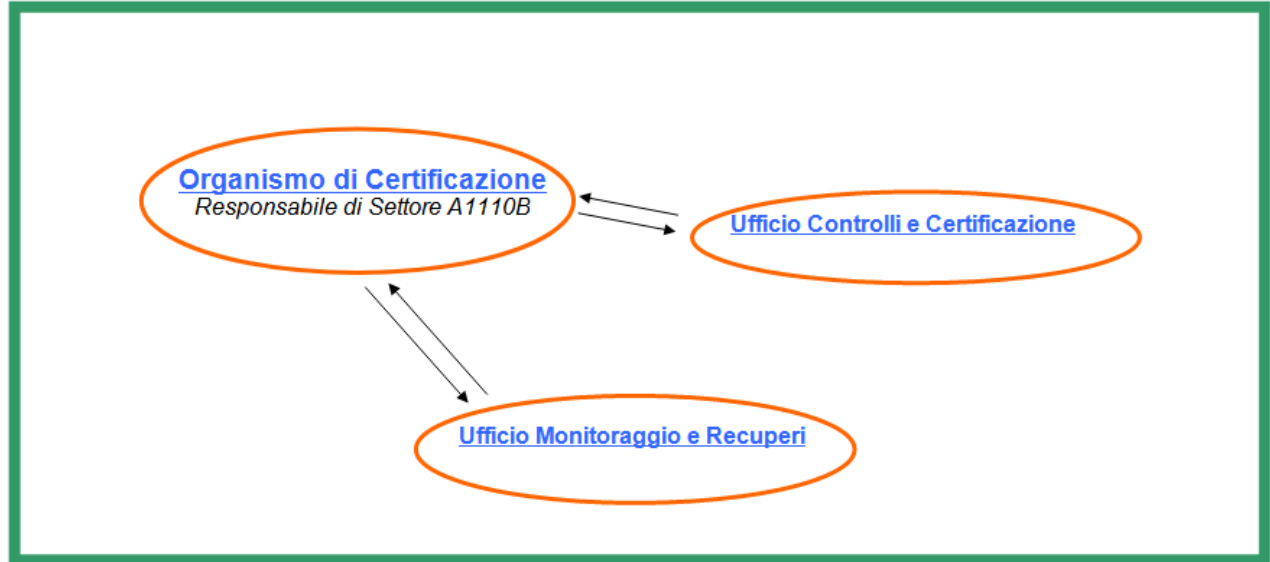 Organismo di Certificazione
Responsabile di Settore A1110B
Ufficio Controlli e Certificazione
Ufficio Monitoraggio e Recuperi